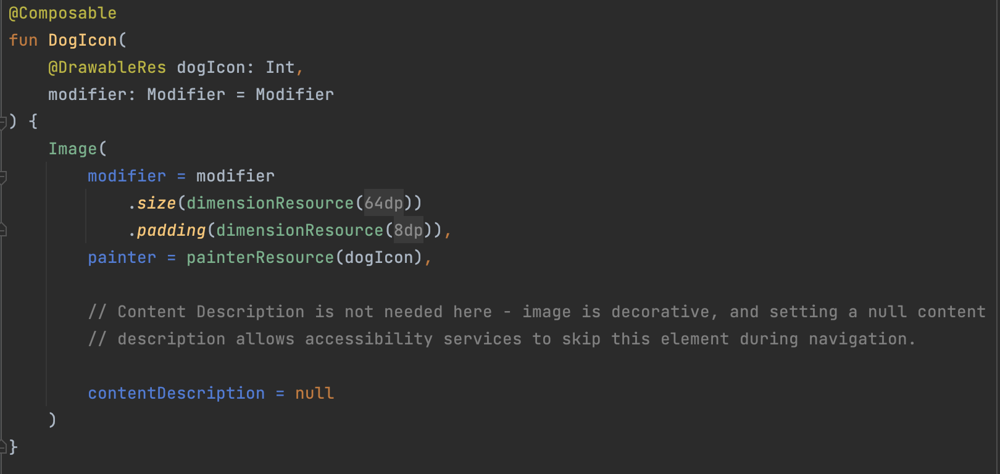 @Composable
fun DogIcon(
    @DrawableRes dogIcon: Int,
    modifier: Modifier = Modifier
) {
    Image(
        modifier = modifier
            .size(dimensionResource(64dp))
            .padding(dimensionResource(8dp)),
        painter = painterResource(dogIcon),
        // Content Description is not needed here - image is decorative, and setting a null content
        // description allows accessibility services to skip this element during navigation.
        contentDescription = null
    )
}